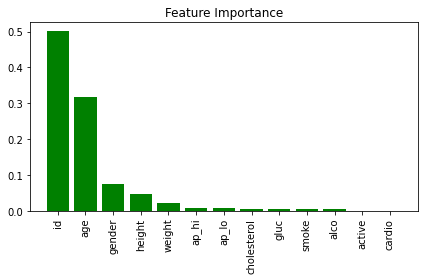 Feature Importance
0.5
0.4
0.3
0.2
0.1
0.0
id
age
gender
height
weight
ap_hi
ap_lo
cholesterol
gluc
smoke
alco
active
cardio